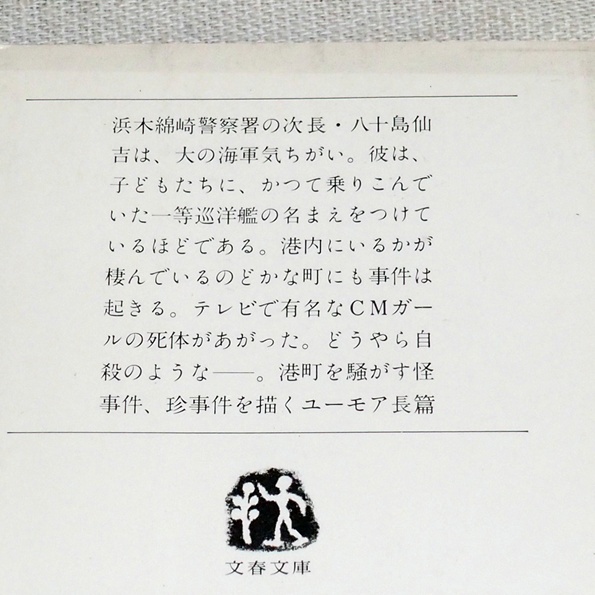 浜木綿崎警察署の次長・八十島仙
吉は、大の海軍気ちがい。彼は、
子どもたちに、かつて乗りこんで
いた一等巡洋艦の名まえをつけて
いるほどである。港内にいるかが
棲んでいるのどかな町にも事件は
起きる。テレビで有名なCMガー
ルの死体があがった。どうやら自
殺のような──。港町を騒がす怪
事件、珍事件を描くユーモア長篇
文春文庫